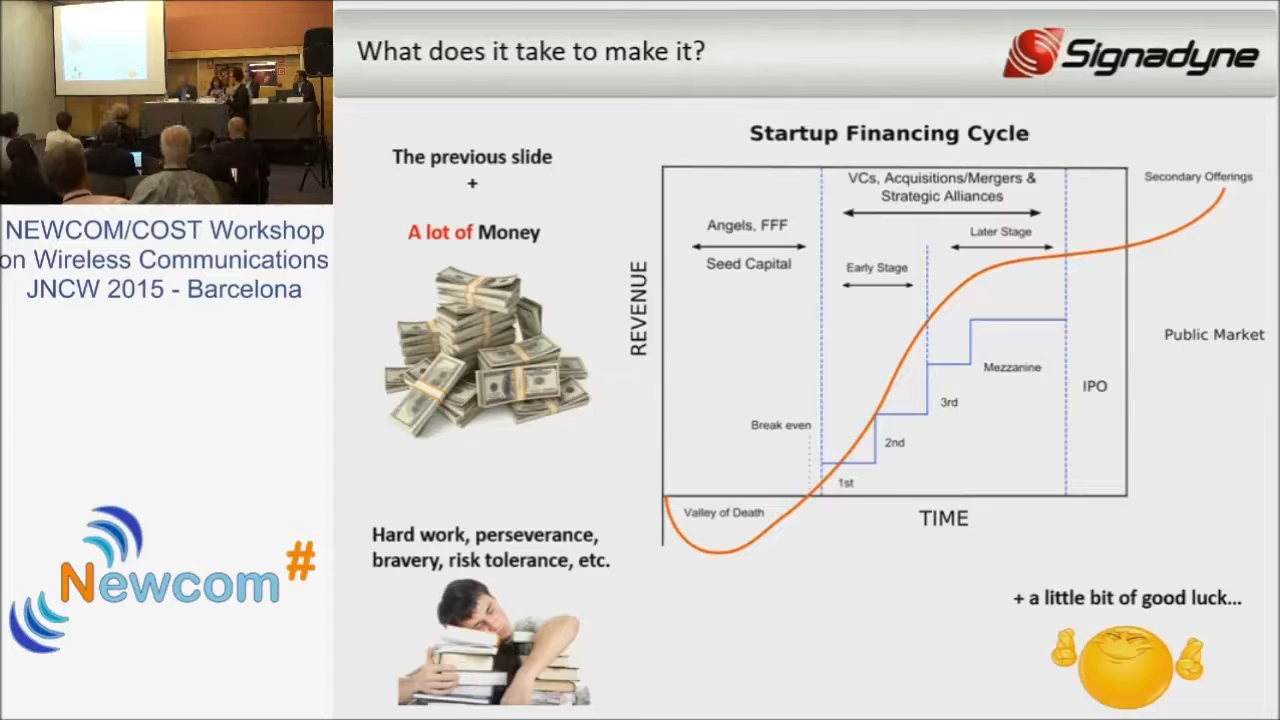 What does it take to make it?
Signadyne
The previous slide
+
A lot of Money
Hard work, perseverance,
bravery, risk tolerance, etc.
Startup Financing Cycle
VCs, Acquisitions/Mergers &
Strategic Alliances
Secondary Offerings
Angels, FFF
Seed Capital
Later Stage
Early Stage
REVENUE
Public Market
Mezzanine
IPO
3rd
Break even
2nd
1st
Valley of Death
TIME
+ a little bit of good luck...
NEWCOM/COST Workshop
on Wireless Communications
JNCW 2015 - Barcelona
Newcom#